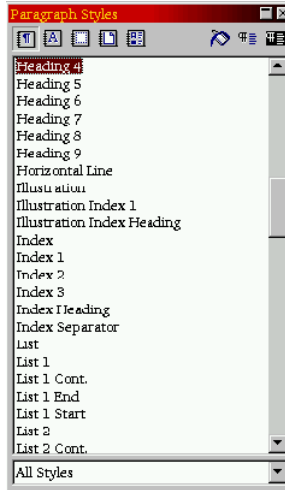 Paragraph Styles
Heading 4
Heading 5
Heading 6
Heading 7
Heading 8
Heading 9
Horizontal Line
Illustration
Illustration Index 1
Illustration Index Heading
Index
Index 1
Index 2
Index 3
Index Heading
Index Separator
List
List 1
List 1 Cont.
List 1 End
List 1 Start
List 2
List 2 Cont.
All Styles